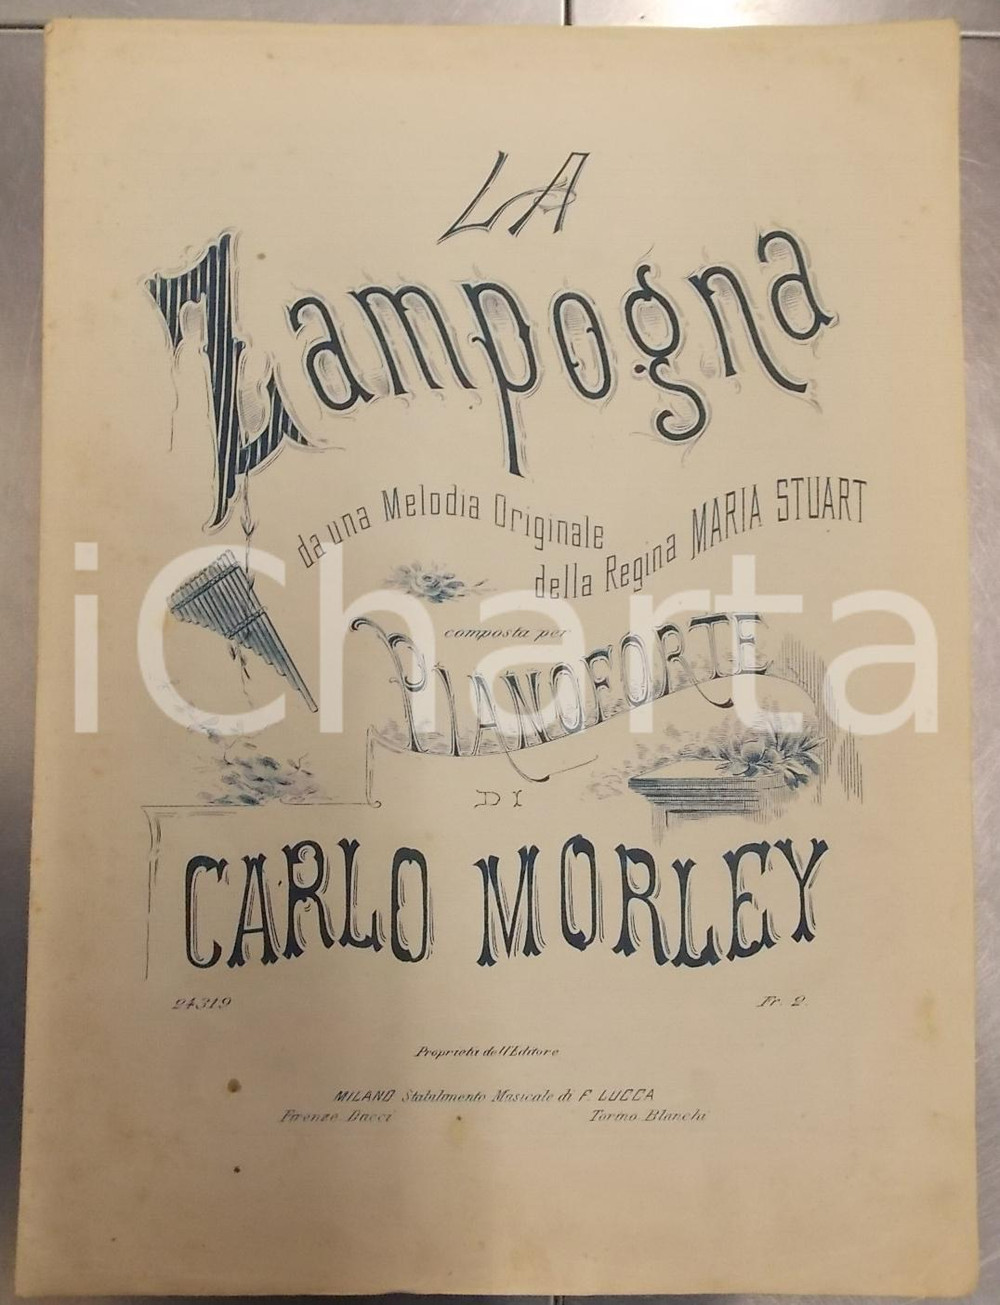 LA
Zampogna
da una Melodia Originale
della Regina MARIA STUART
composta per
PIANOFORTE
DI
CARLO MORLEY
24319
Fr. 2.
Proprietà dell'Editore
MILANO Stabilimento Musicale di F. LUCCA
Firenze Ducci
Torino Blanchi
iCharta